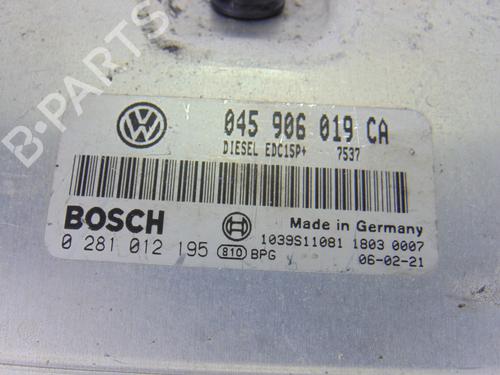 B-PARTS
045 906 019 CA
DIESEL EDC15P+ 7537
BOSCH
Made in Germany
0 281 012 195 810 BPG
1039S11081 1803 0007
06-02-21